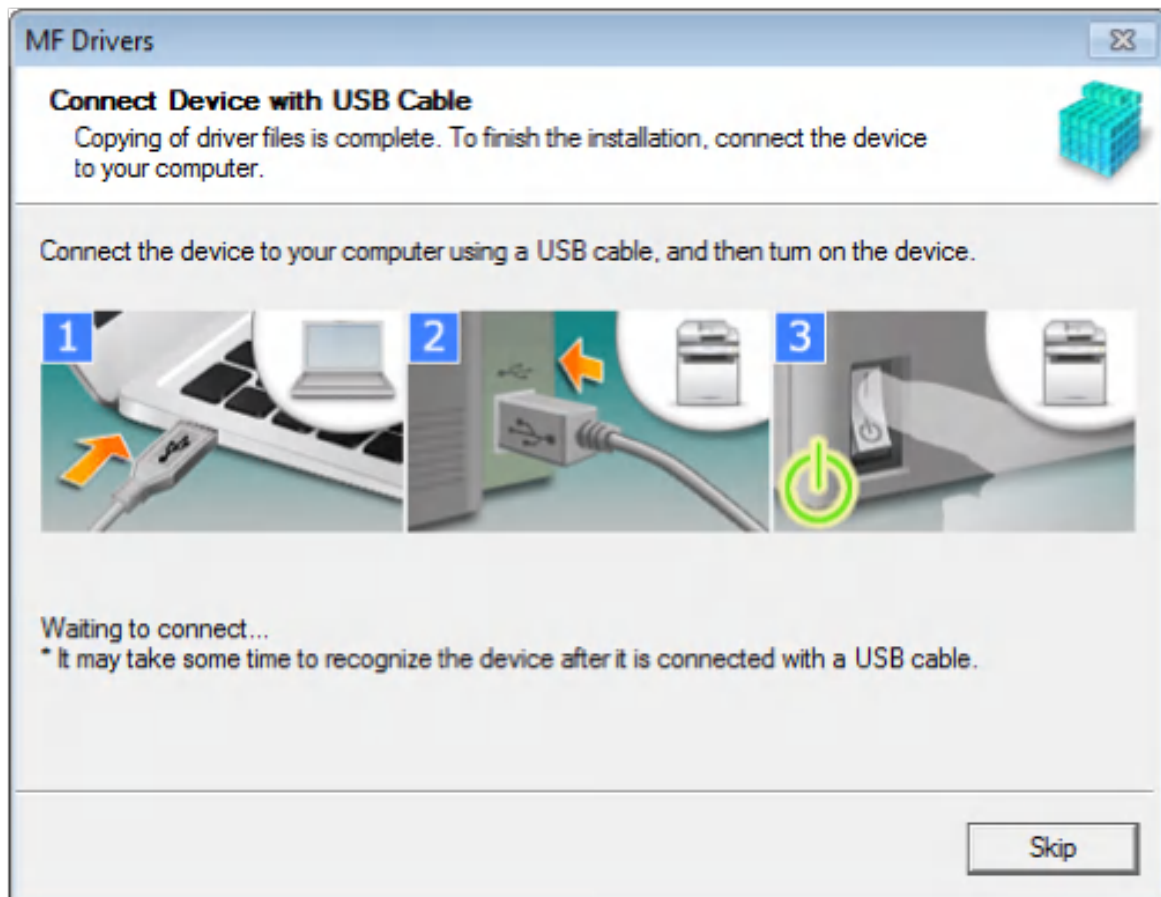 MF Drivers
Connect Device with USB Cable
Copying of driver files is complete. To finish the installation, connect the device
to your computer.
Connect the device to your computer using a USB cable, and then turn on the device.
1
2
3
Waiting to connect...
* It may take some time to recognize the device after it is connected with a USB cable.
Skip